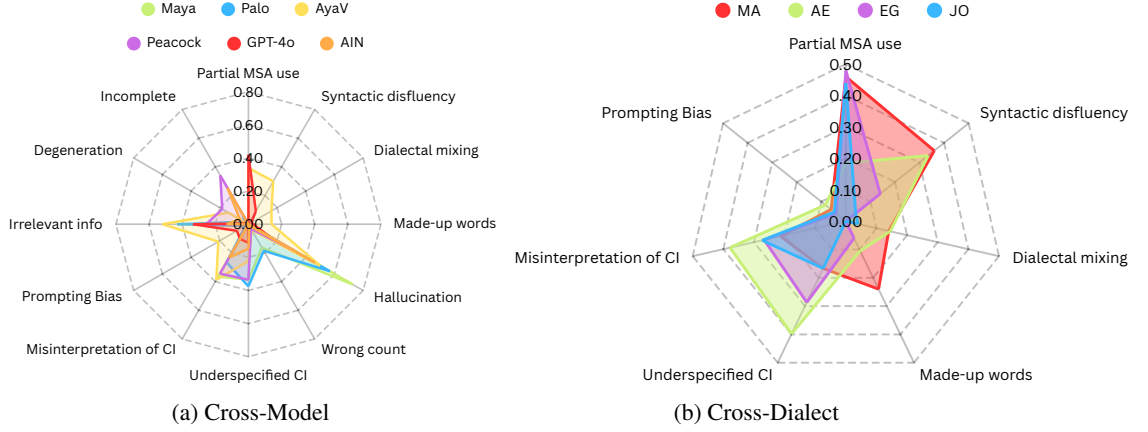 Maya Palo AyaV
Peacock GPT-4o AIN
Partial MSA use
Syntactic disfluency
Dialectal mixing
Made-up words
Hallucination
Wrong count
Underspecified CI
Misinterpretation of CI
Prompting Bias
Irrelevant info
Degeneration
Incomplete
0.80
0.60
0.40
0.20
0.00
(a) Cross-Model
MA AE EG JO
Partial MSA use
Syntactic disfluency
Dialectal mixing
Made-up words
Underspecified CI
Misinterpretation of CI
Prompting Bias
0.50
0.40
0.30
0.20
0.10
0.00
(b) Cross-Dialect